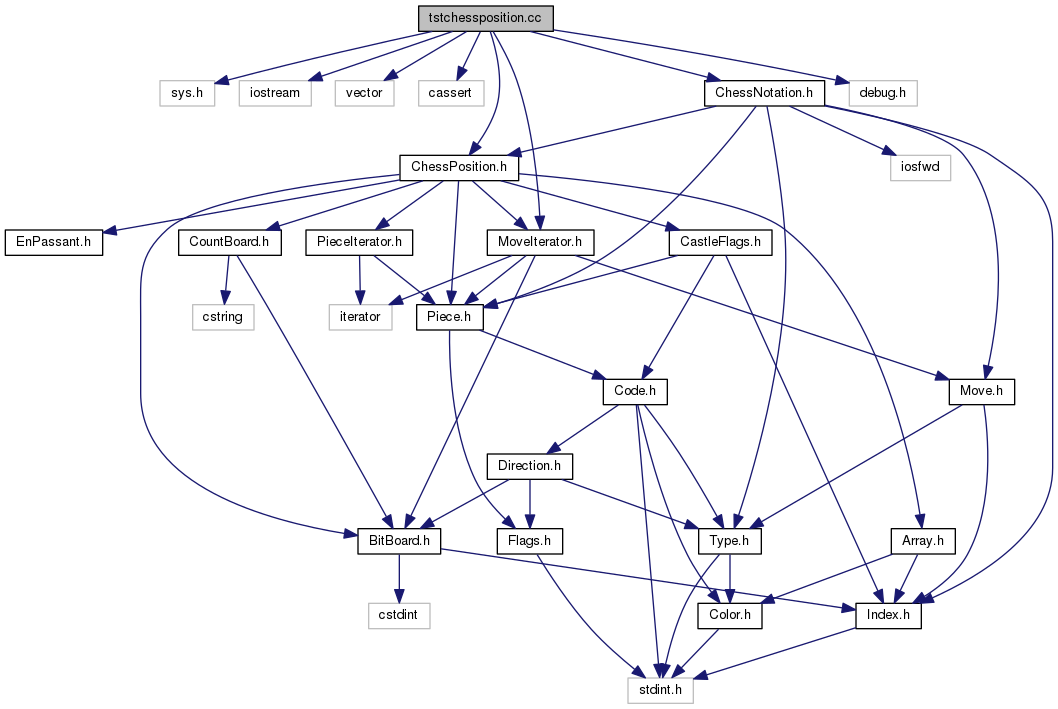 tstchessposition.cc
sys.h
iostream
vector
cassert
ChessNotation.h
debug.h
ChessPosition.h
iosfwd
EnPassant.h
CountBoard.h
PieceIterator.h
MoveIterator.h
CastleFlags.h
cstring
iterator
Piece.h
Code.h
Move.h
Direction.h
BitBoard.h
Flags.h
Type.h
Array.h
cstdint
Color.h
Index.h
stdint.h